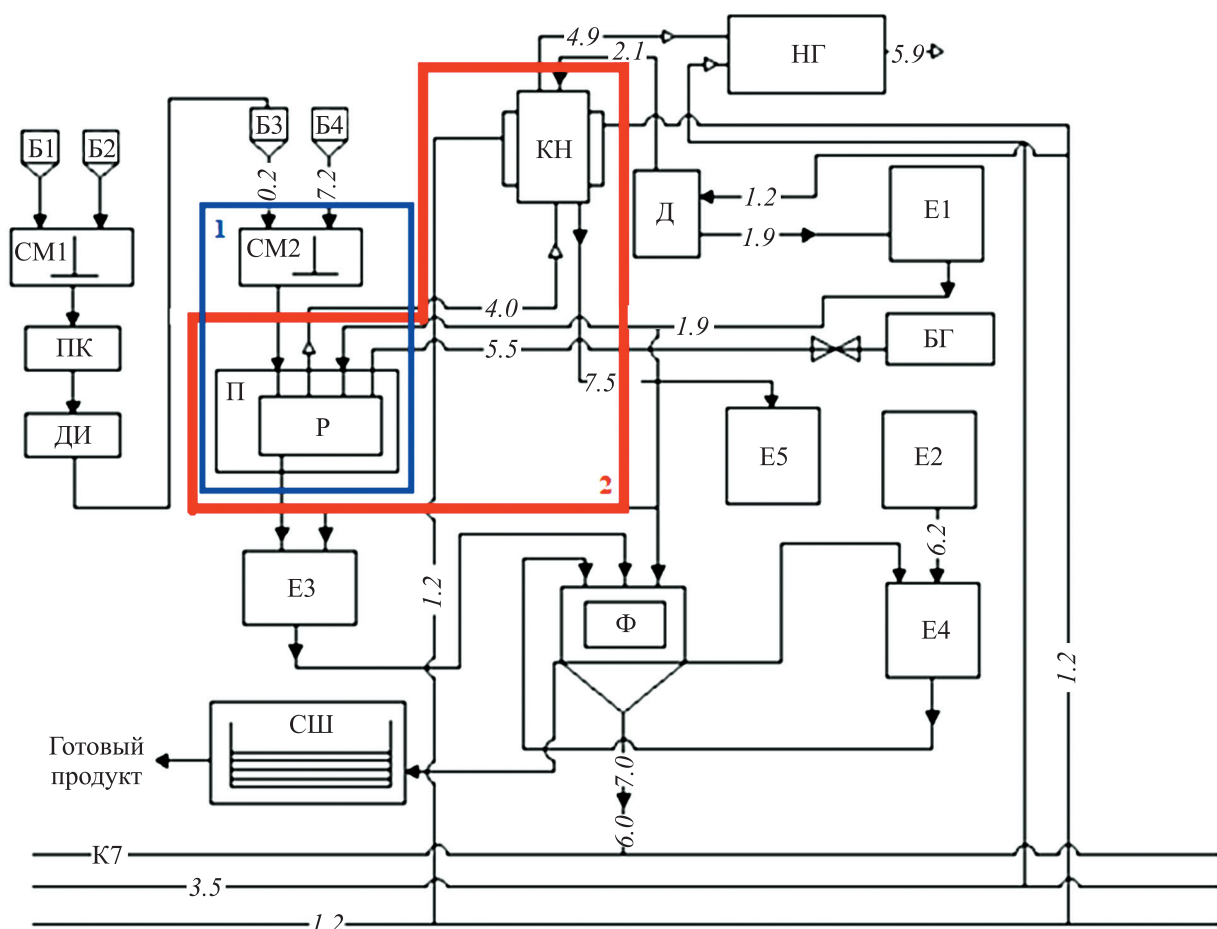 4.9
НГ
5.9
2.1
Б3
Б4
Б1
Б2
КН
0.2
7.2
1.2
Д
Е1
1
СМ1
СМ2
1.9
4.0
1.9
БГ
ПК
5.5
П
7.5
Р
ДИ
Е5
Е2
2
6.2
Е3
1.2
Ф
Е4
1.2
СШ
Готовый
продукт
7.0
6.0
К7
3.5
1.2